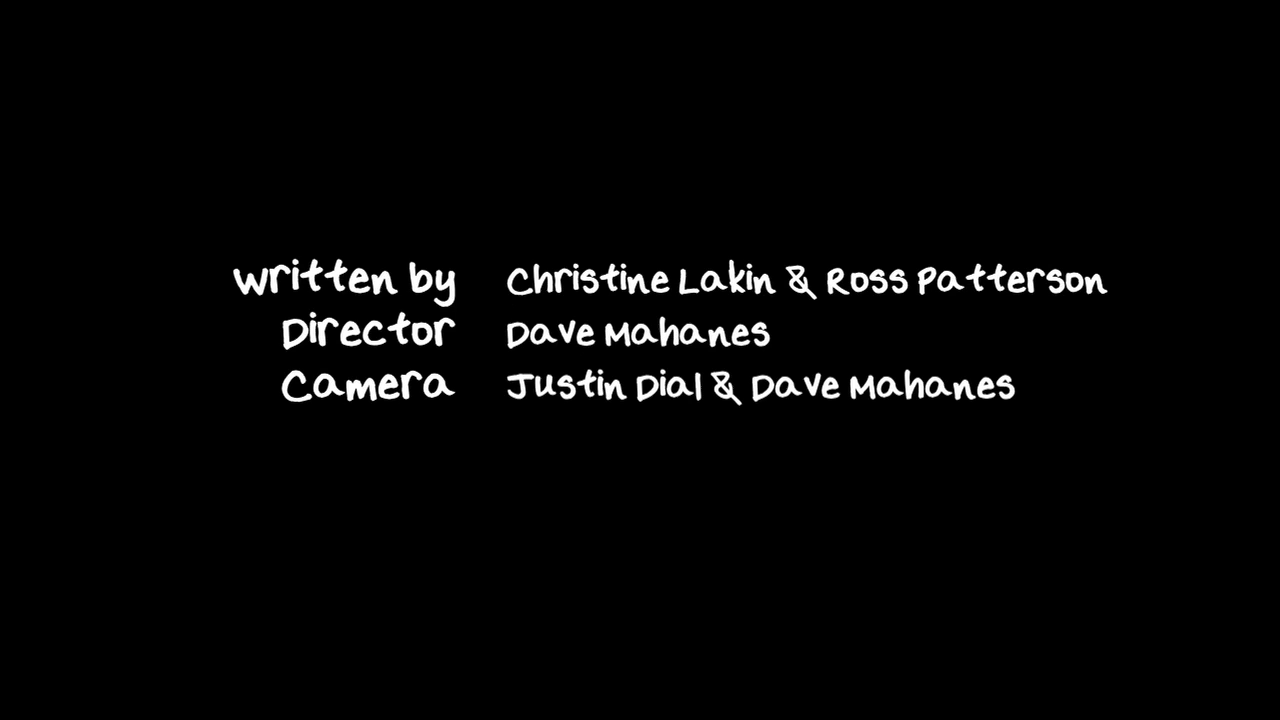 Written by Christine Lakin & Ross Patterson
Director Dave Mahanes
Camera Justin Dial & Dave Mahanes